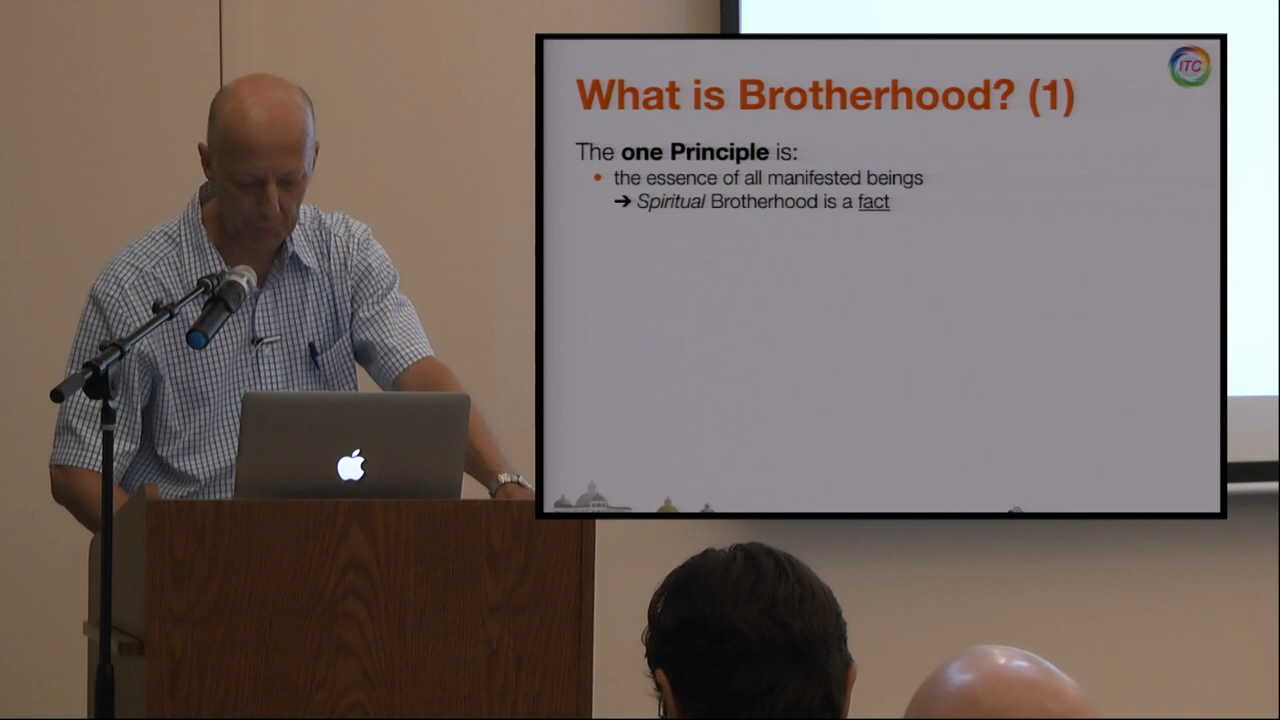 ITC
What is Brotherhood? (1)
The one Principle is:
• the essence of all manifested beings
➔ Spiritual Brotherhood is a fact